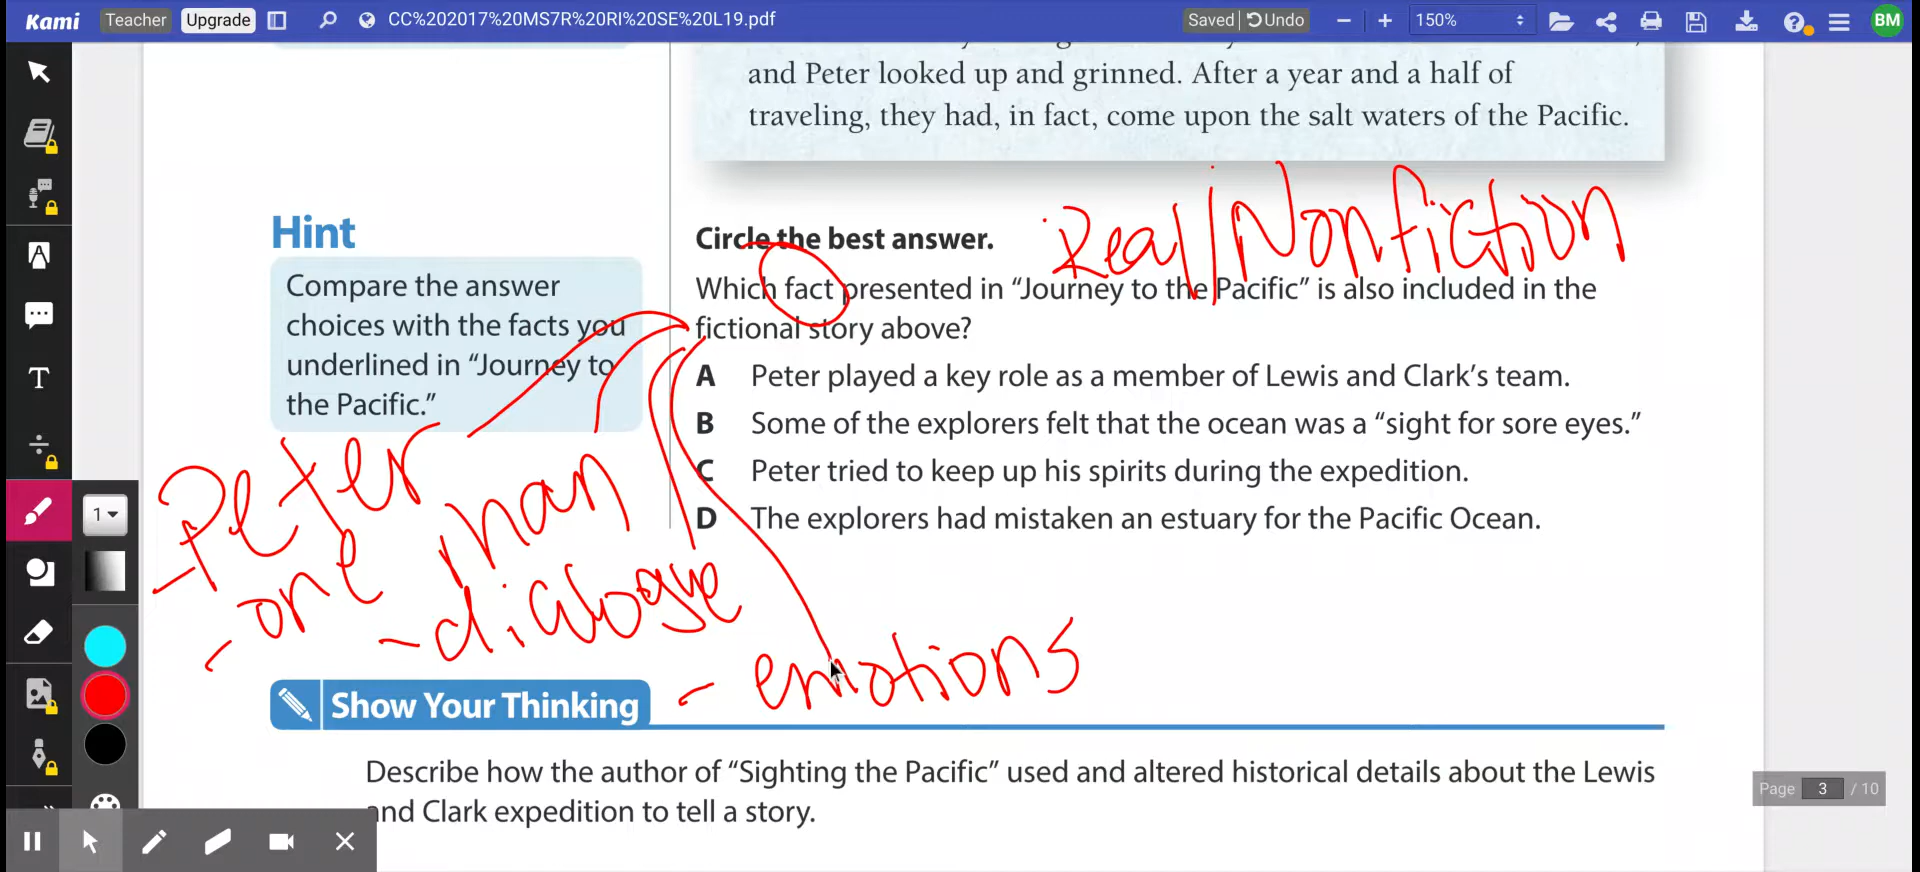 Kami Teacher Upgrade CC%202017%20MS7R%20RI%20SE%20L19.pdf Saved Undo 150% BM
and Peter looked up and grinned. After a year and a half of
traveling, they had, in fact, come upon the salt waters of the Pacific.
Real/Nonfiction
Hint
Compare the answer
choices with the facts you
underlined in “Journey to
the Pacific.”
Circle the best answer.
Which fact presented in “Journey to the Pacific” is also included in the
fictional story above?
A Peter played a key role as a member of Lewis and Clark’s team.
B Some of the explorers felt that the ocean was a “sight for sore eyes.”
C Peter tried to keep up his spirits during the expedition.
D The explorers had mistaken an estuary for the Pacific Ocean.
-Peter
- one man
- dialogue
- emotions
1
Show Your Thinking
Describe how the author of “Sighting the Pacific” used and altered historical details about the Lewis
and Clark expedition to tell a story.
Page 3 / 10